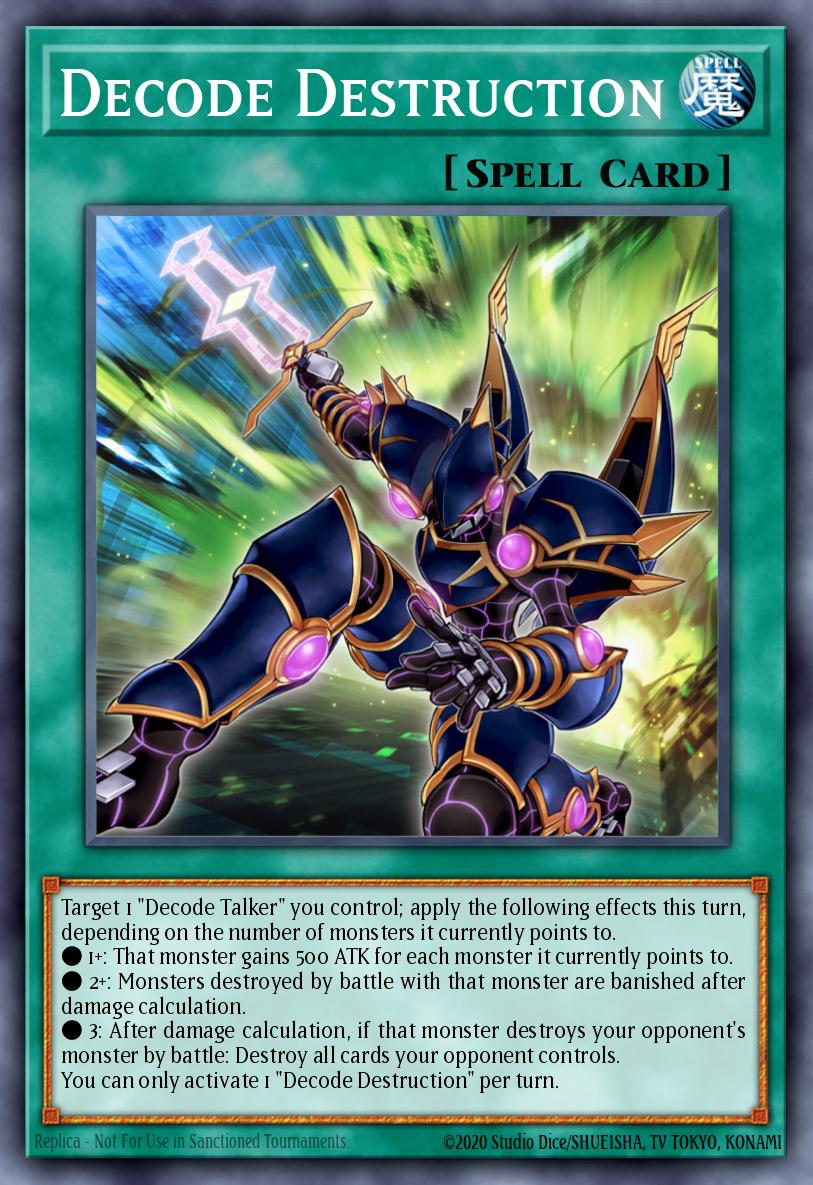 Decode Destruction
SPELL
魔
[Spell Card]
Target 1 "Decode Talker" you control; apply the following effects this turn,
depending on the number of monsters it currently points to.
● 1+: That monster gains 500 ATK for each monster it currently points to.
● 2+: Monsters destroyed by battle with that monster are banished after
damage calculation.
● 3: After damage calculation, if that monster destroys your opponent's
monster by battle: Destroy all cards your opponent controls.
You can only activate 1 "Decode Destruction" per turn.
Replica - Not For Use in Sanctioned Tournaments.
©2020 Studio Dice/SHUEISHA, TV TOKYO, KONAMI